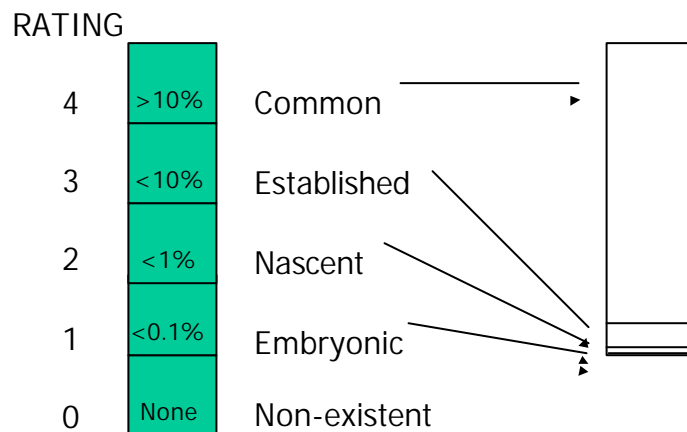 RATING
4 >10% Common
3 <10% Established
2 <1% Nascent
1 <0.1% Embryonic
0 None Non-existent